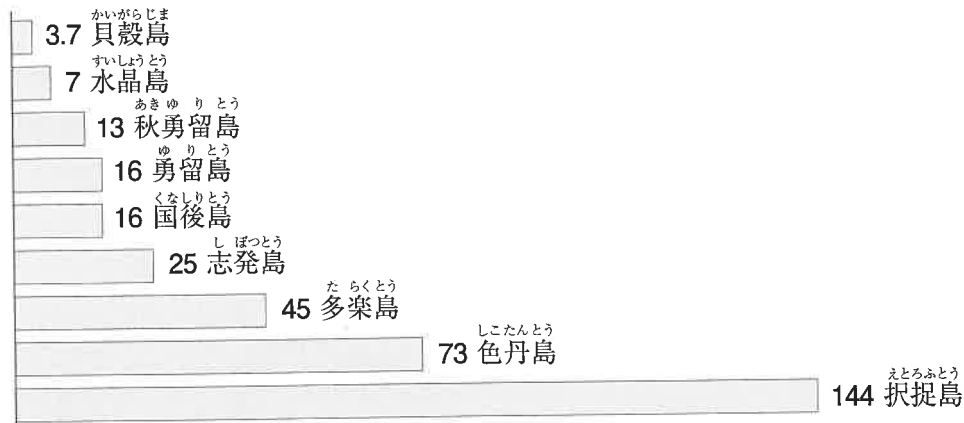 かいがらじま
3.7 貝殻島
すいしょうとう
7 水晶島
あきゆりとう
13 秋勇留島
ゆりとう
16 勇留島
くなしりとう
16 国後島
しぼつとう
25 志発島
たらくとう
45 多楽島
しこたんとう
73 色丹島
えとろふとう
144 択捉島